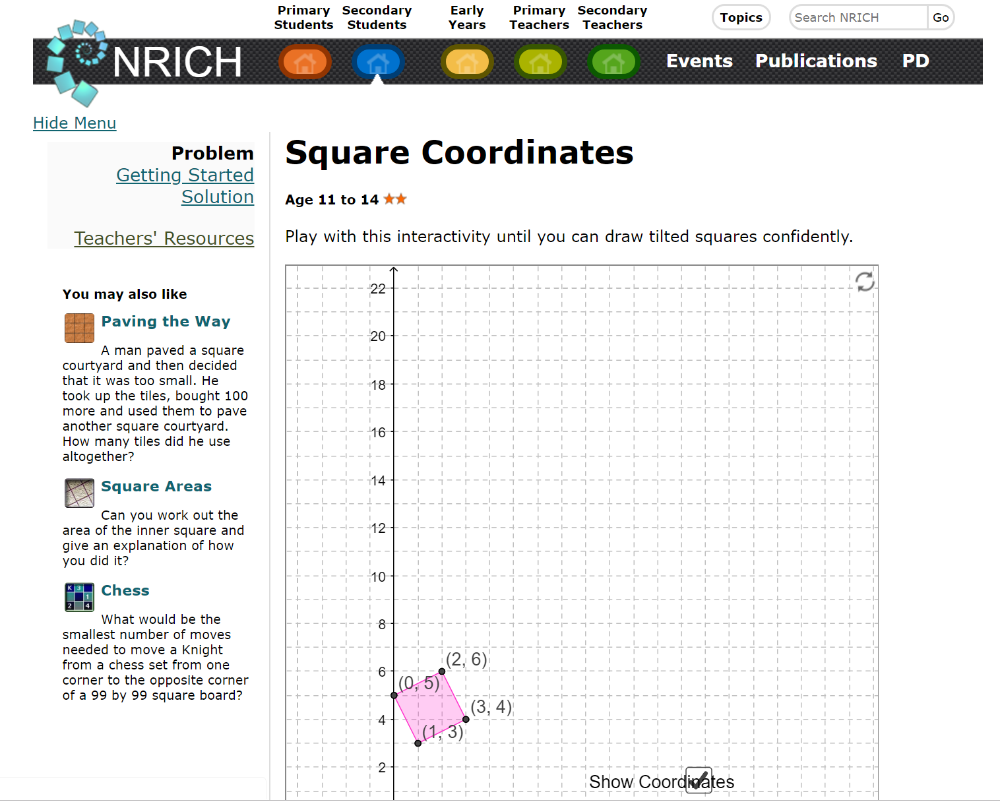 Primary Students
Secondary Students
Early Years
Primary Teachers
Secondary Teachers
Topics
Search NRICH
Go
NRICH
Events
Publications
PD
Hide Menu
Problem
Getting Started
Solution
Teachers' Resources
You may also like
Paving the Way
A man paved a square
courtyard and then decided
that it was too small. He
took up the tiles, bought 100
more and used them to pave
another square courtyard.
How many tiles did he use
altogether?
Square Areas
Can you work out the
area of the inner square and
give an explanation of how
you did it?
K 3
1
2 4
Chess
What would be the
smallest number of moves
needed to move a Knight
from a chess set from one
corner to the opposite corner
of a 99 by 99 square board?
Square Coordinates
Age 11 to 14
Play with this interactivity until you can draw tilted squares confidently.
22
20
18
16
14
12
10
8
6
4
2
(2, 6)
(0, 5)
(3, 4)
(1, 3)
Show Coordinates